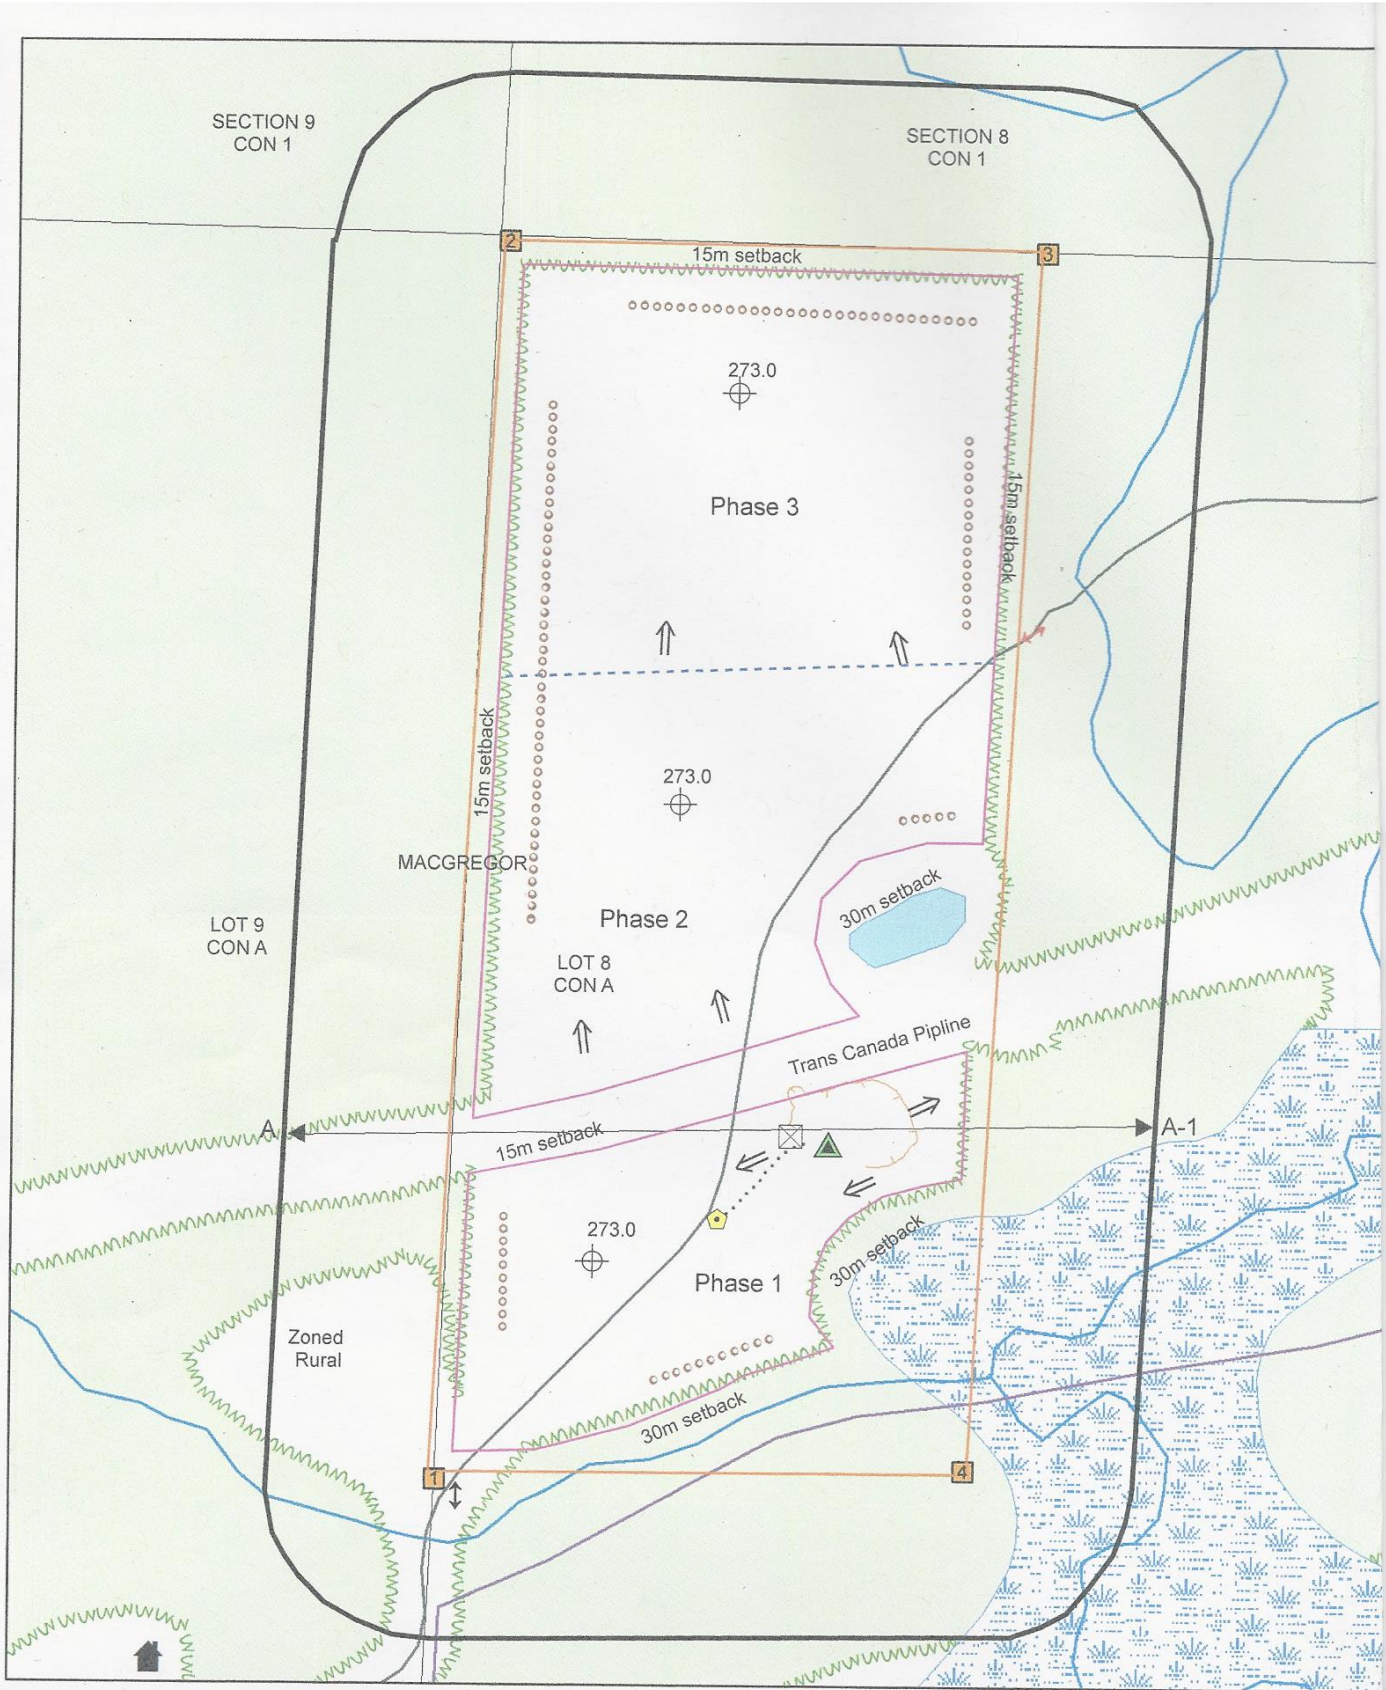 SECTION 9
CON 1
SECTION 8
CON 1
2
15m setback
3
273.0
Phase 3
15m setback
15m setback
273.0
MACGREGOR
30m setback
Phase 2
LOT 9
CON A
LOT 8
CON A
Trans Canada Pipline
A
A-1
15m setback
273.0
30m setback
Phase 1
Zoned
Rural
30m setback
1
4